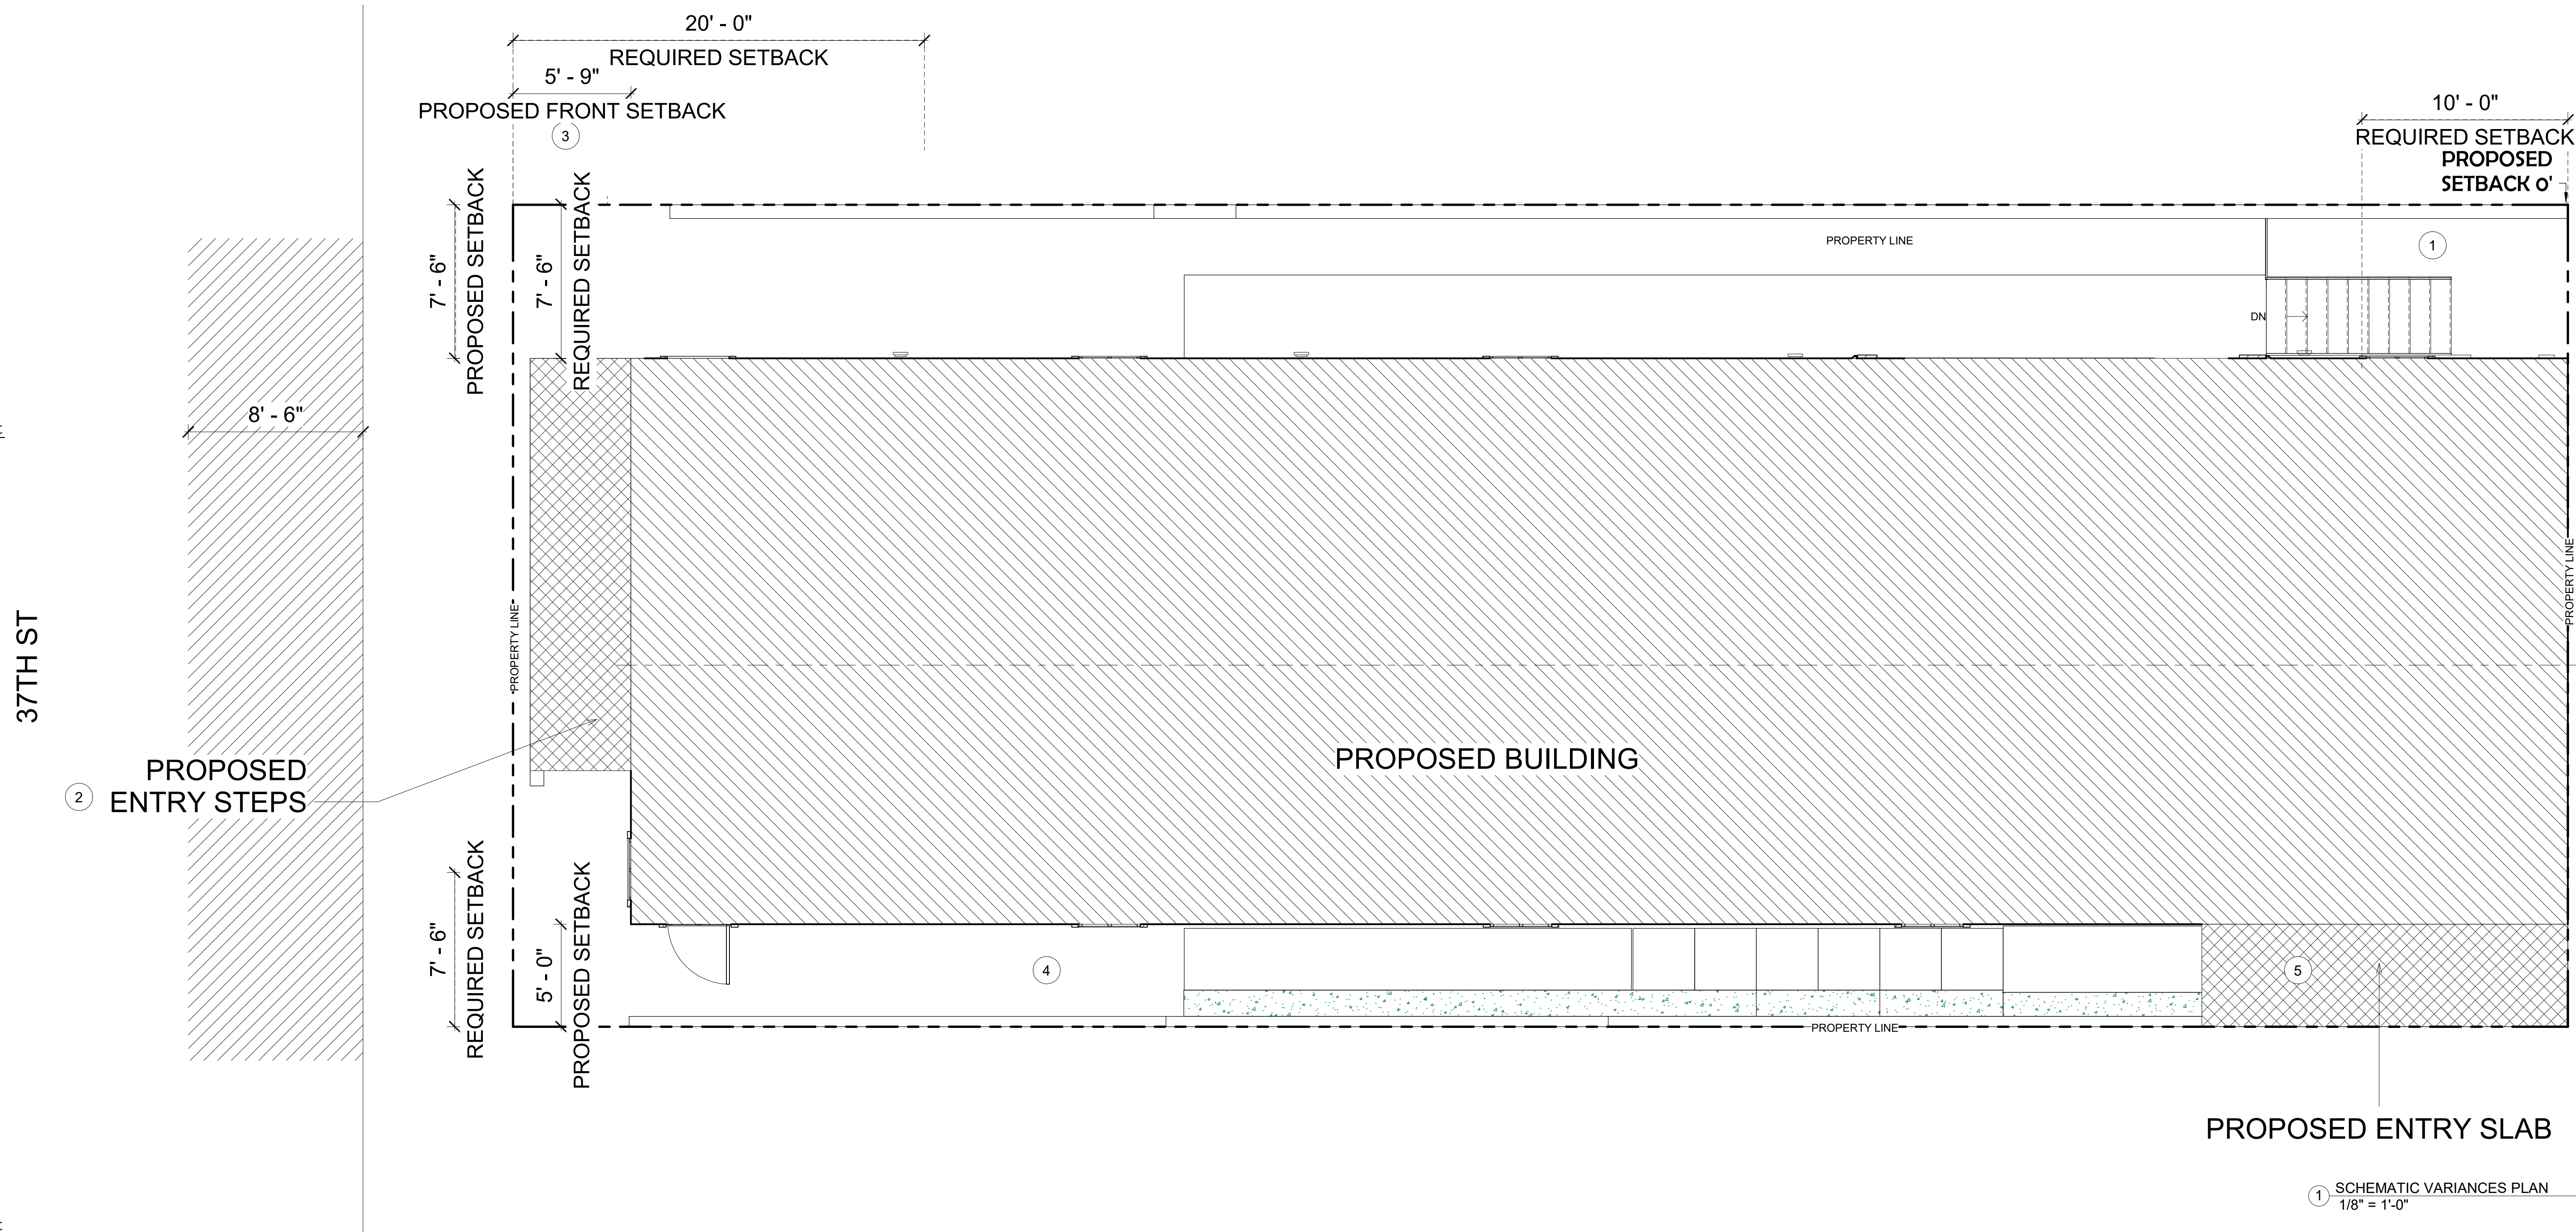 20' - 0"
REQUIRED SETBACK
5' - 9"
PROPOSED FRONT SETBACK
3
10' - 0"
REQUIRED SETBACK
PROPOSED
SETBACK 0'
7' - 6"
PROPOSED SETBACK
7' - 6"
REQUIRED SETBACK
PROPERTY LINE
1
DN
8' - 6"
37TH ST
PROPERTY LINE
PROPERTY LINE
PROPOSED BUILDING
2
PROPOSED
ENTRY STEPS
7' - 6"
REQUIRED SETBACK
5' - 0"
PROPOSED SETBACK
4
5
PROPERTY LINE
PROPOSED ENTRY SLAB
1
SCHEMATIC VARIANCES PLAN
1/8" = 1'-0"